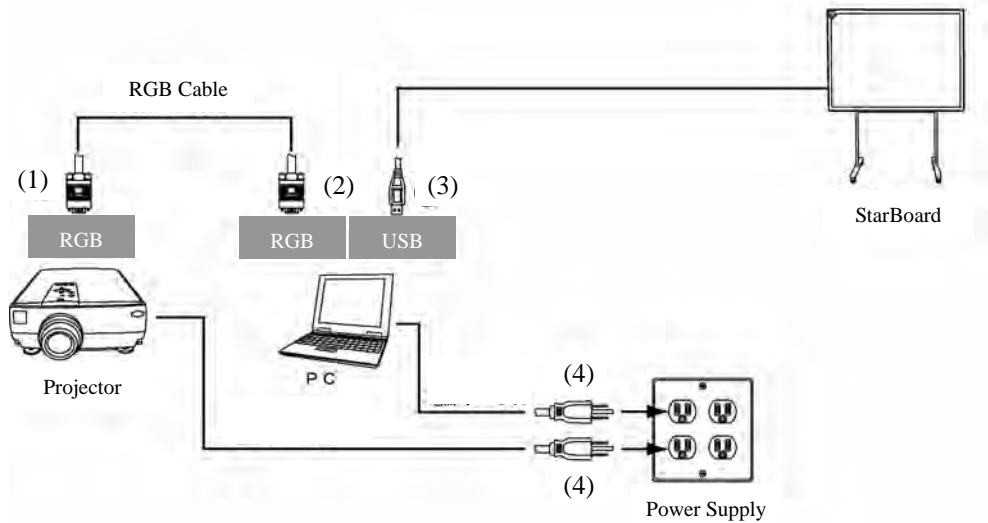 RGB Cable
(1)
(2)
(3)
RGB
RGB
USB
StarBoard
Projector
PC
(4)
(4)
Power Supply